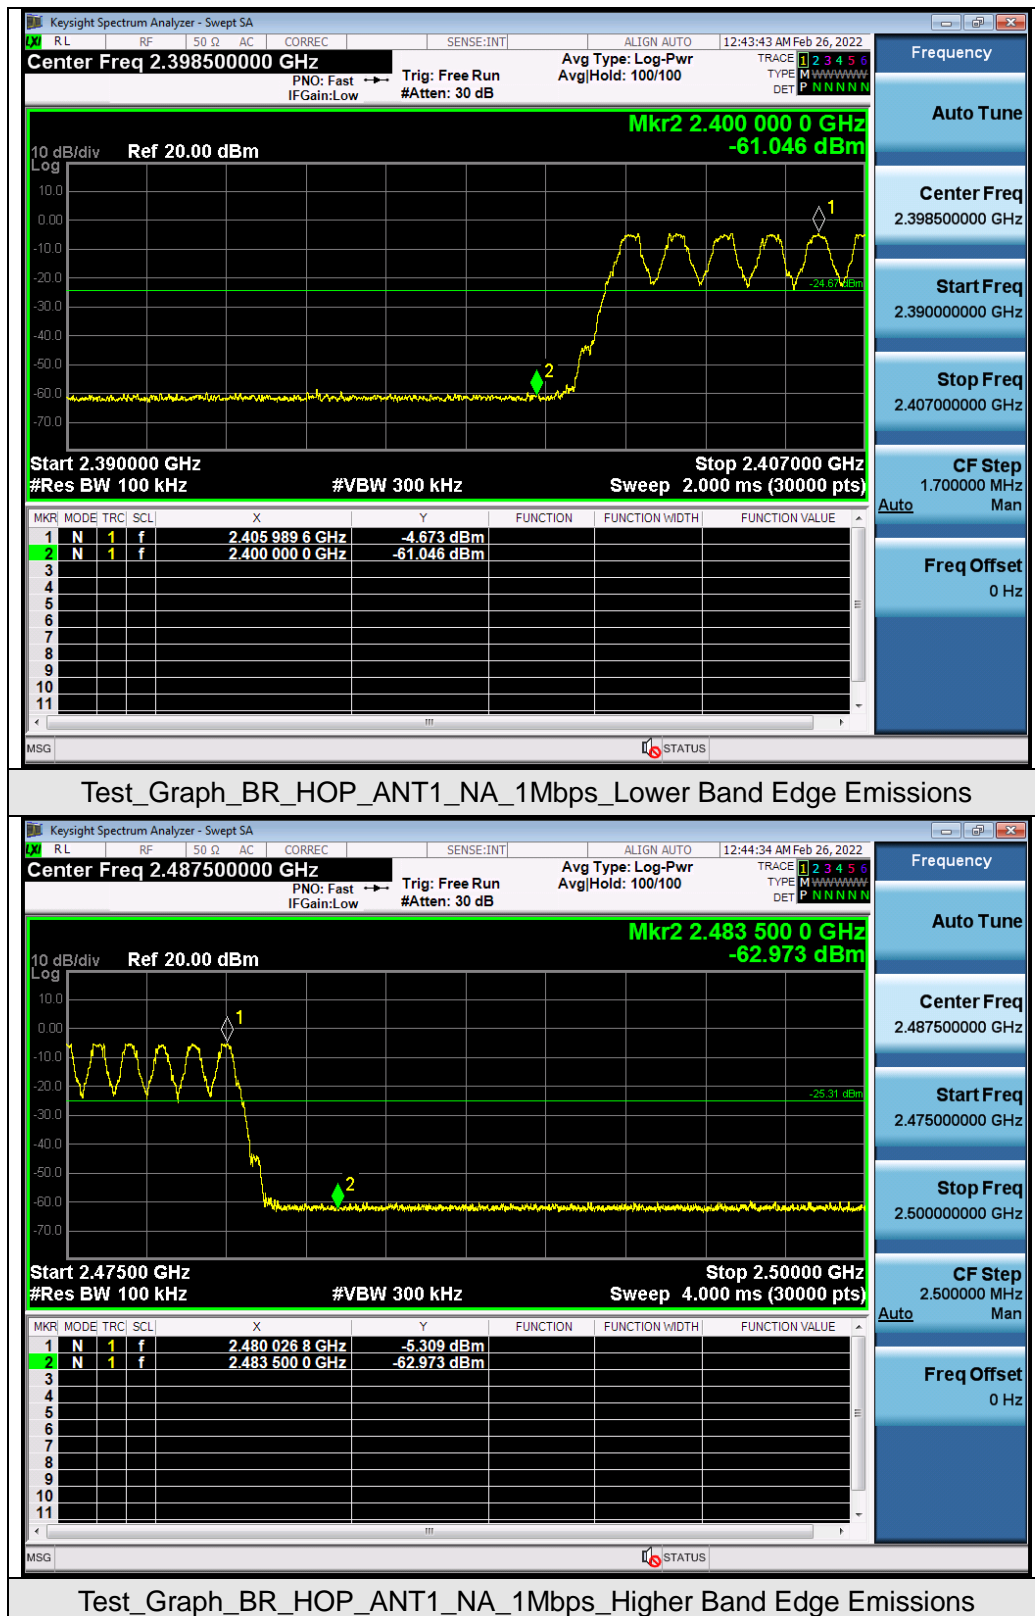 Keysight Spectrum Analyzer - Swept SA
LXI RL RF 50 Ω AC CORREC SENSE:INT ALIGN AUTO 12:43:43 AM Feb 26, 2022
Center Freq 2.398500000 GHz
PNO: Fast
IFGain:Low
Trig: Free Run
#Atten: 30 dB
Avg Type: Log-Pwr
Avg|Hold: 100/100
TRACE 1 2 3 4 5 6
TYPE M WWWWW
DET P N N N N N
Mkr2 2.400 000 0 GHz
-61.046 dBm
10 dB/div Ref 20.00 dBm
Log
10.0
0.00
-10.0
-20.0
-30.0
-40.0
-50.0
-60.0
-70.0
1
2
-24.67 dBm
Start 2.390000 GHz Stop 2.407000 GHz
#Res BW 100 kHz #VBW 300 kHz Sweep 2.000 ms (30000 pts)
MKR MODE TRC SCL X Y FUNCTION FUNCTION WIDTH FUNCTION VALUE
1 N 1 f 2.405 989 6 GHz -4.673 dBm
2 N 1 f 2.400 000 0 GHz -61.046 dBm
3
4
5
6
7
8
9
10
11
MSG STATUS
Frequency
Auto Tune
Center Freq
2.398500000 GHz
Start Freq
2.390000000 GHz
Stop Freq
2.407000000 GHz
CF Step
1.700000 MHz
Auto Man
Freq Offset
0 Hz
Test_Graph_BR_HOP_ANT1_NA_1Mbps_Lower Band Edge Emissions
Keysight Spectrum Analyzer - Swept SA
LXI RL RF 50 Ω AC CORREC SENSE:INT ALIGN AUTO 12:44:34 AM Feb 26, 2022
Center Freq 2.487500000 GHz
PNO: Fast
IFGain:Low
Trig: Free Run
#Atten: 30 dB
Avg Type: Log-Pwr
Avg|Hold: 100/100
TRACE 1 2 3 4 5 6
TYPE M WWWWW
DET P N N N N N
Mkr2 2.483 500 0 GHz
-62.973 dBm
10 dB/div Ref 20.00 dBm
Log
10.0
0.00
-10.0
-20.0
-30.0
-40.0
-50.0
-60.0
-70.0
1
2
-25.31 dBm
Start 2.47500 GHz Stop 2.50000 GHz
#Res BW 100 kHz #VBW 300 kHz Sweep 4.000 ms (30000 pts)
MKR MODE TRC SCL X Y FUNCTION FUNCTION WIDTH FUNCTION VALUE
1 N 1 f 2.480 026 8 GHz -5.309 dBm
2 N 1 f 2.483 500 0 GHz -62.973 dBm
3
4
5
6
7
8
9
10
11
MSG STATUS
Frequency
Auto Tune
Center Freq
2.487500000 GHz
Start Freq
2.475000000 GHz
Stop Freq
2.500000000 GHz
CF Step
2.500000 MHz
Auto Man
Freq Offset
0 Hz
Test_Graph_BR_HOP_ANT1_NA_1Mbps_Higher Band Edge Emissions